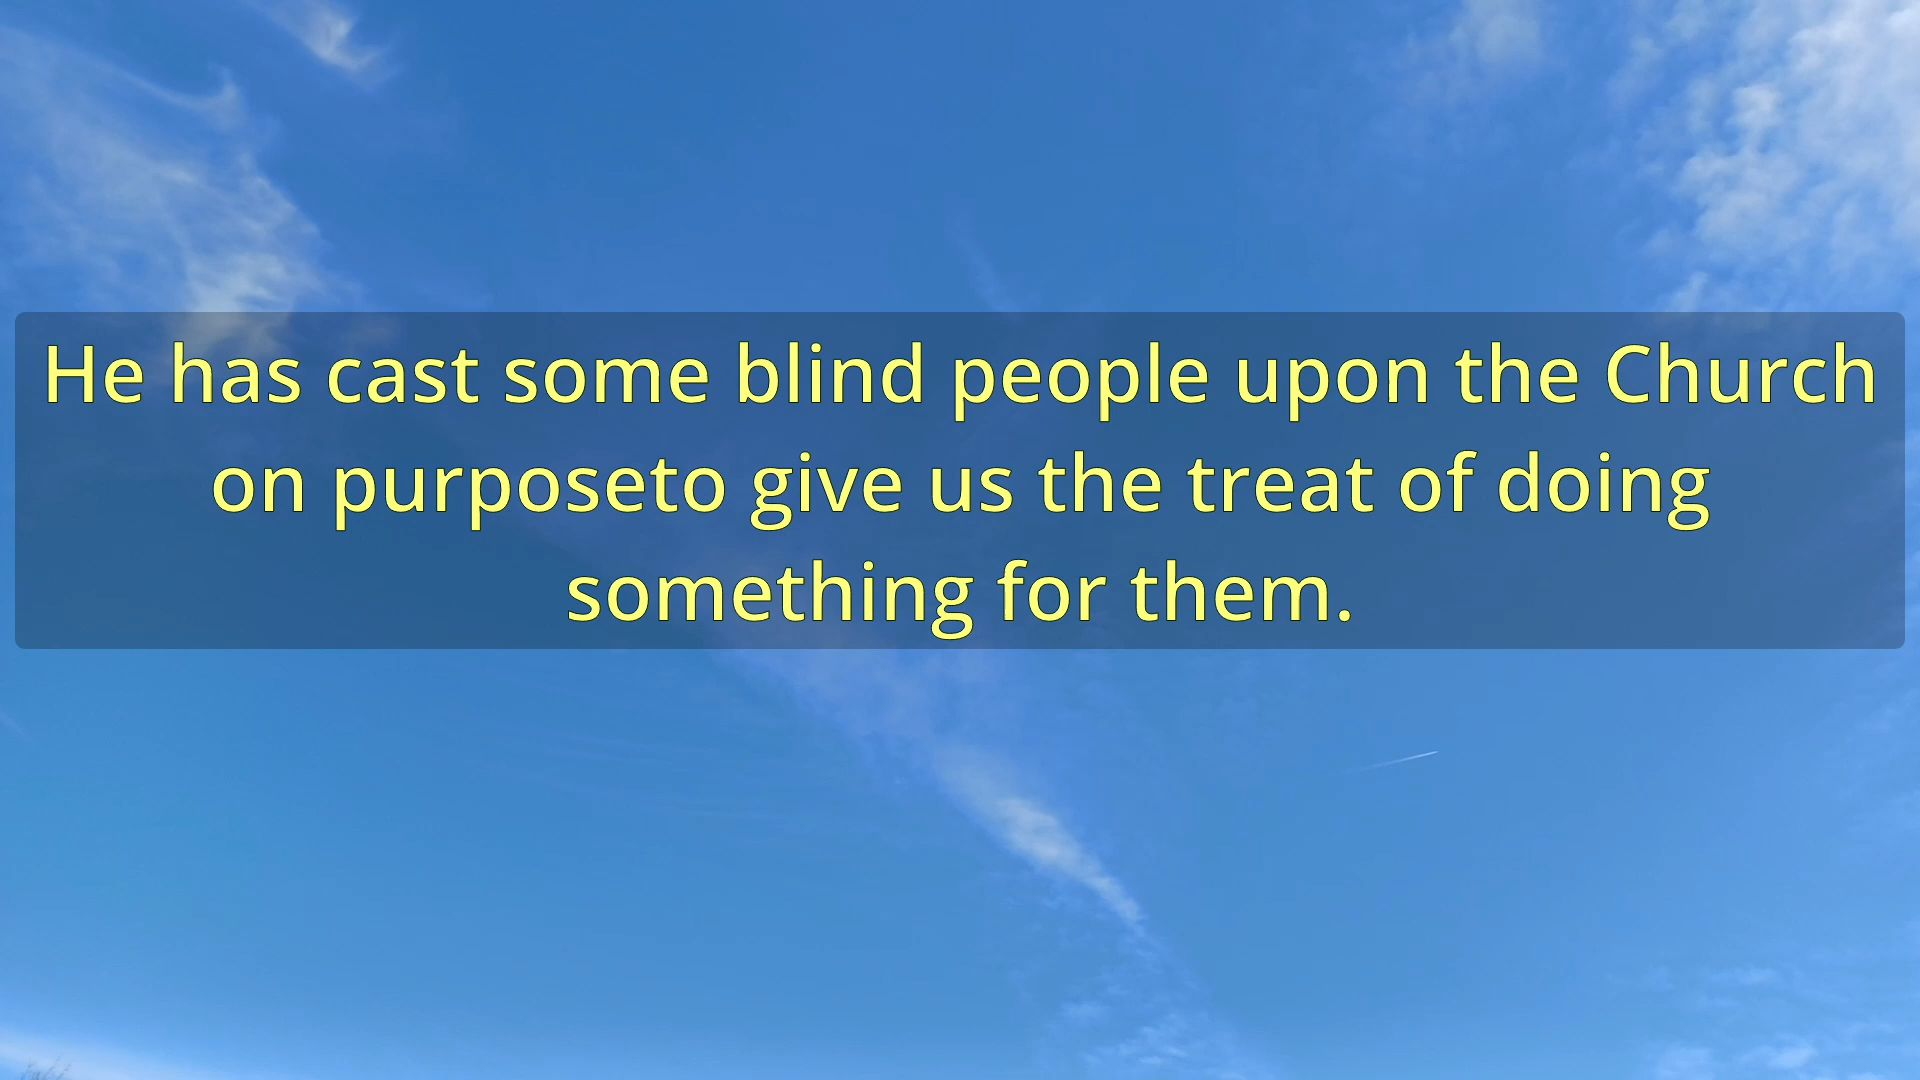 He has cast some blind people upon the Church
on purposeto give us the treat of doing
something for them.